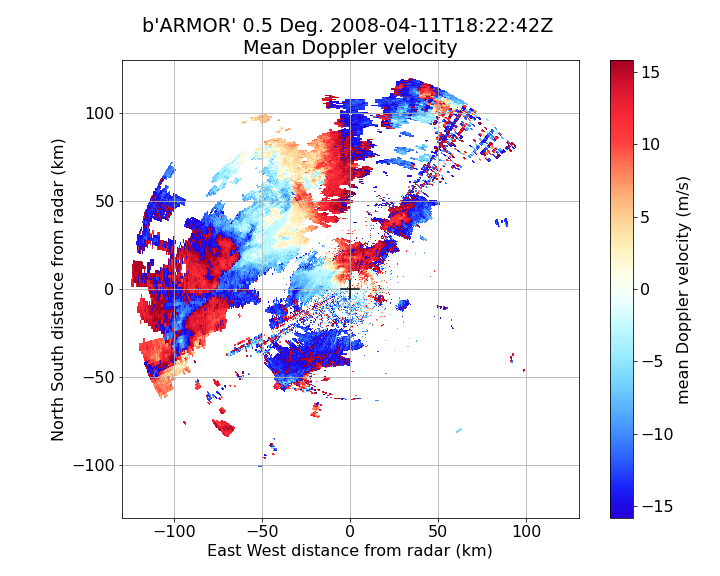 b'ARMOR' 0.5 Deg. 2008-04-11T18:22:42Z
Mean Doppler velocity
100
50
0
−50
−100
North South distance from radar (km)
−100 −50 0 50 100
East West distance from radar (km)
15
10
5
0
−5
−10
−15
mean Doppler velocity (m/s)